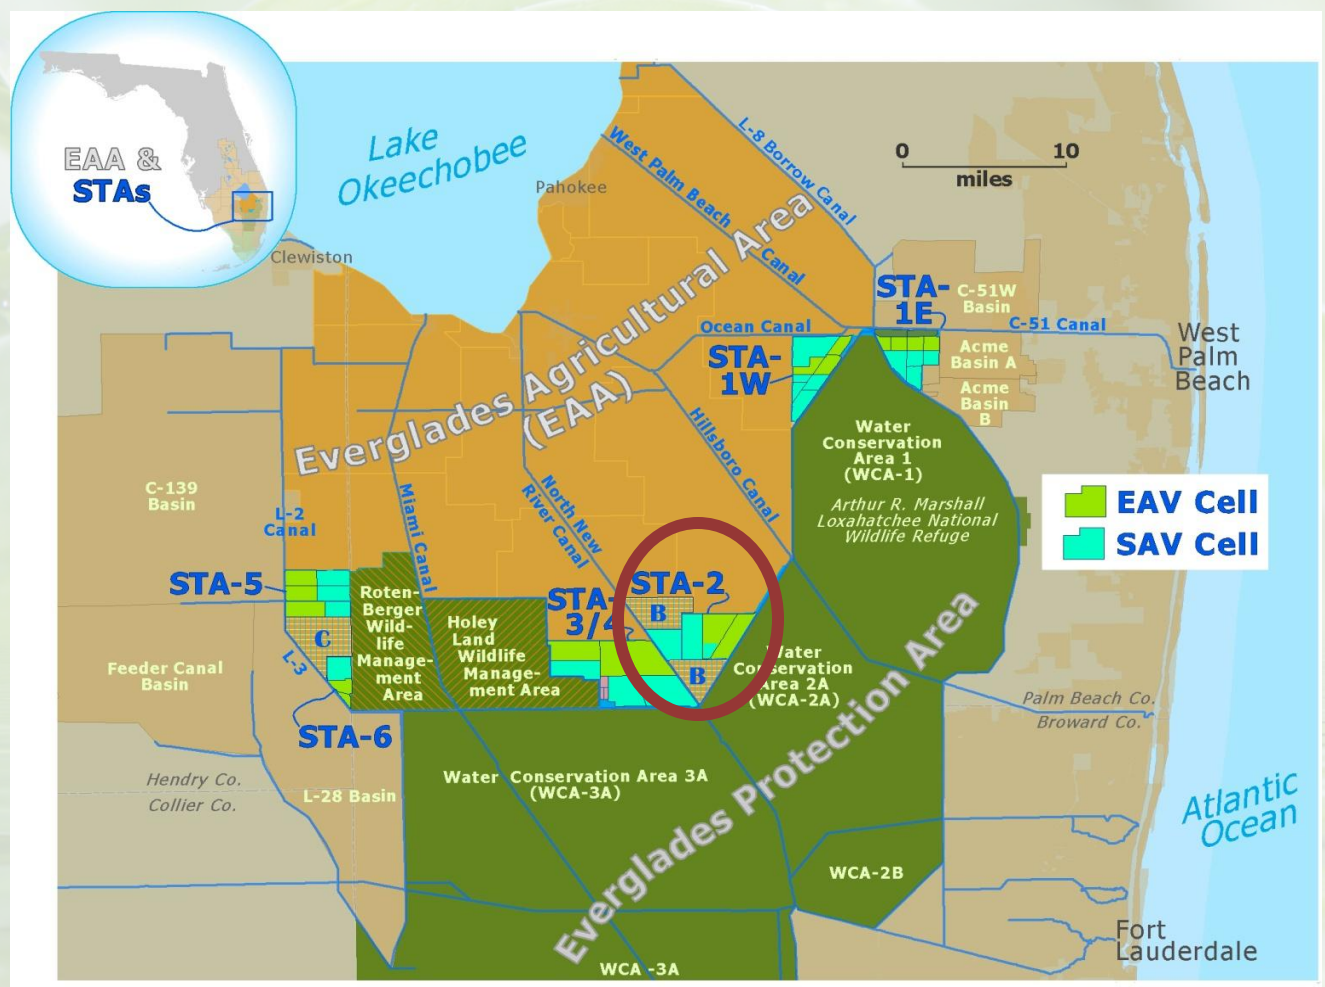 EAA &
STAs
Lake
Okeechobee
Pahokee
Clewiston
L-8 Borrow Canal
West Palm Beach
Canal
0 10
miles
Everglades Agricultural Area
(EAA)
STA-
1E
C-51W
Basin
Ocean Canal
C-51 Canal
STA-
1W
Acme
Basin A
Acme
Basin
B
West
Palm
Beach
Hillsboro Canal
Water
Conservation
Area 1
(WCA-1)
Arthur R. Marshall
Loxahatchee National
Wildlife Refuge
EAV Cell
SAV Cell
C-139
Basin
L-2
Canal
Miami Canal
North New
River Canal
STA-5
C
L-3
Roten-
Berger
Wild-
life
Manage-
ment
Area
Holey
Land
Wildlife
Manage-
ment Area
STA-
3/4
STA-2
B
B
Water
Conservation
Area 2A
(WCA-2A)
Feeder Canal
Basin
STA-6
Palm Beach Co.
Broward Co.
Hendry Co.
Collier Co.
L-28 Basin
Water Conservation Area 3A
(WCA-3A)
Everglades Protection Area
WCA-2B
Atlantic
Ocean
Fort
Lauderdale
WCA -3A